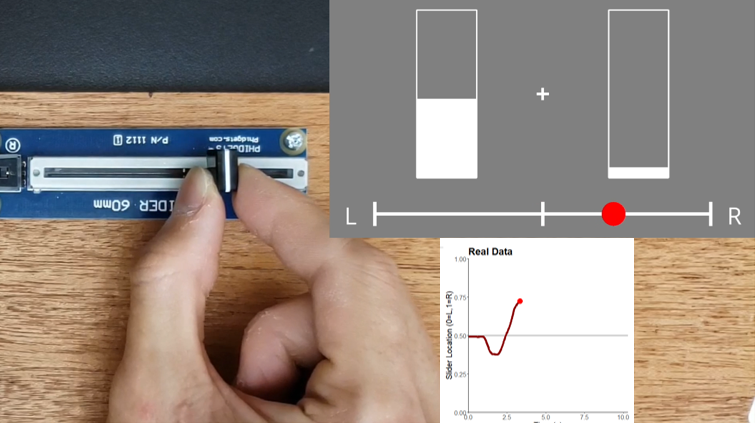 ®
P/N 1112 1
Phidgets.com
PHIDGETS
IDER 60mm
+
L R
Real Data
Slider Location (0=L,1=R)
1.00
0.75
0.50
0.25
0.00
0.0 2.5 5.0 7.5 10.0